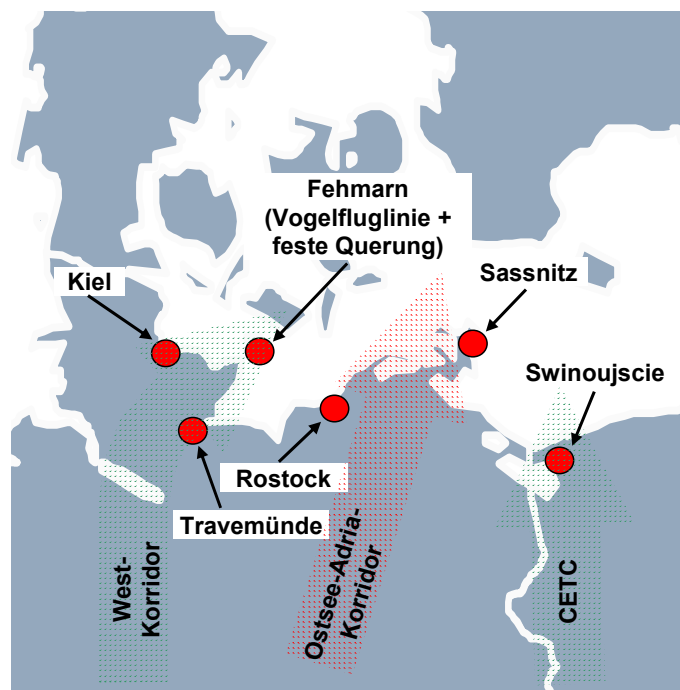 Fehmarn
(Vogelfluglinie +
feste Querung)
Kiel
Sassnitz
Swinoujscie
Rostock
Travemünde
West-
Korridor
Ostsee-Adria-
Korridor
CETC